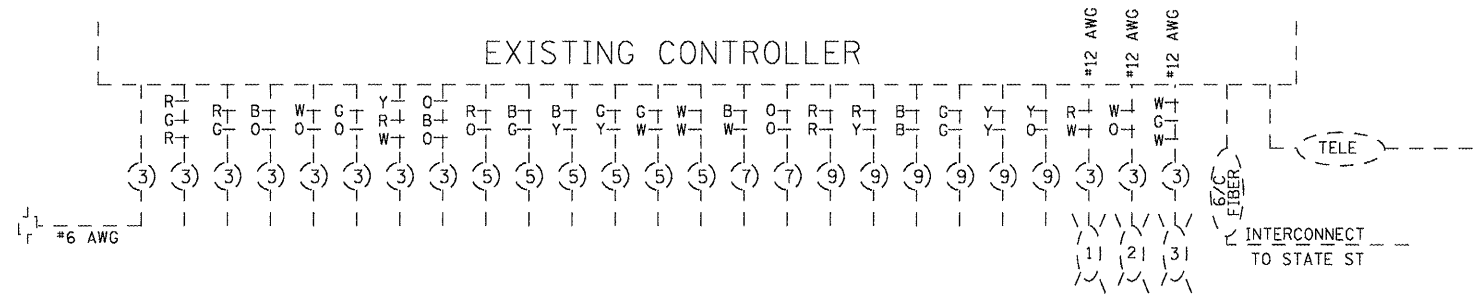 EXISTING CONTROLLER
#12 AWG
#12 AWG
#12 AWG
R G R
R G
B O
W O
G O
Y R W
O B O
R O
B G
B Y
G Y
G W
W W
B W
O O
R R
R Y
B B
G G
Y Y
Y O
R W
W O
W G W
TELE
3 3 3 3 3 3 3 3 5 5 5 5 5 5 7 7 9 9 9 9 9 9 3 3 3
6/C
FIBER
#6 AWG
1 2 3
INTERCONNECT
TO STATE ST